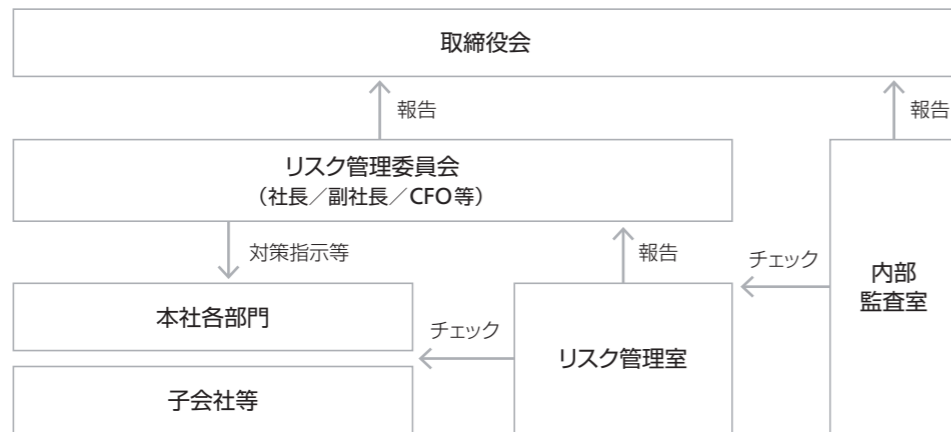 取締役会
報告
報告
リスク管理委員会
（社長／副社長／CFO等）
対策指示等
報告
チェック
内部
監査室
本社各部門
チェック
リスク管理室
子会社等